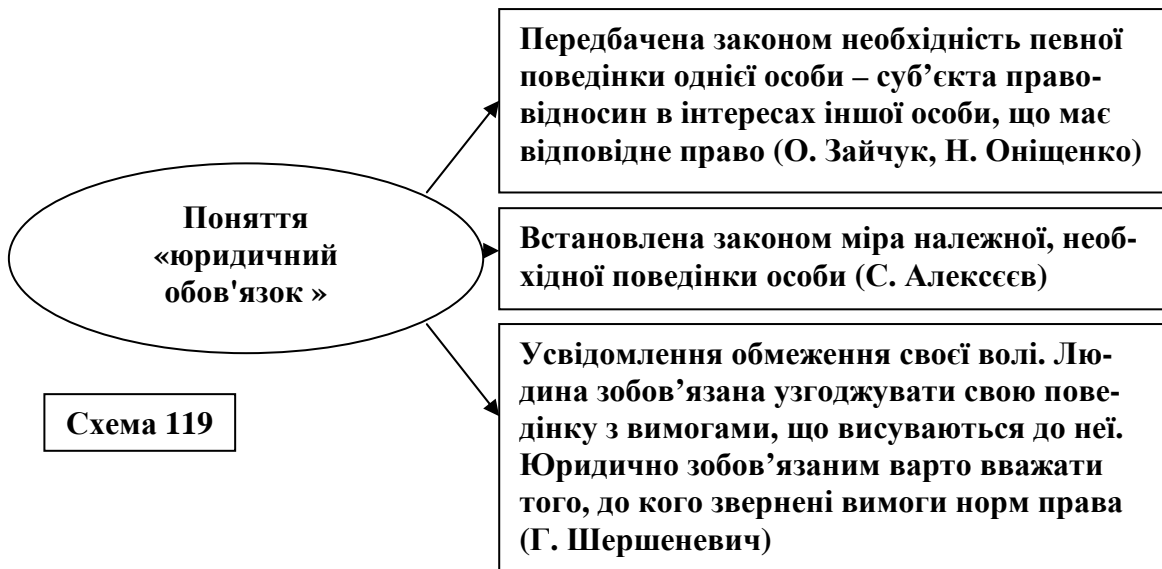 Поняття
«юридичний
обов'язок »
Передбачена законом необхідність певної
поведінки однієї особи – суб’єкта право-
відносин в інтересах іншої особи, що має
відповідне право (О. Зайчук, Н. Оніщенко)
Встановлена законом міра належної, необ-
хідної поведінки особи (С. Алексєєв)
Усвідомлення обмеження своєї волі. Лю-
дина зобов’язана узгоджувати свою пове-
дінку з вимогами, що висуваються до неї.
Юридично зобов’язаним варто вважати
того, до кого звернені вимоги норм права
(Г. Шершеневич)
Схема 119